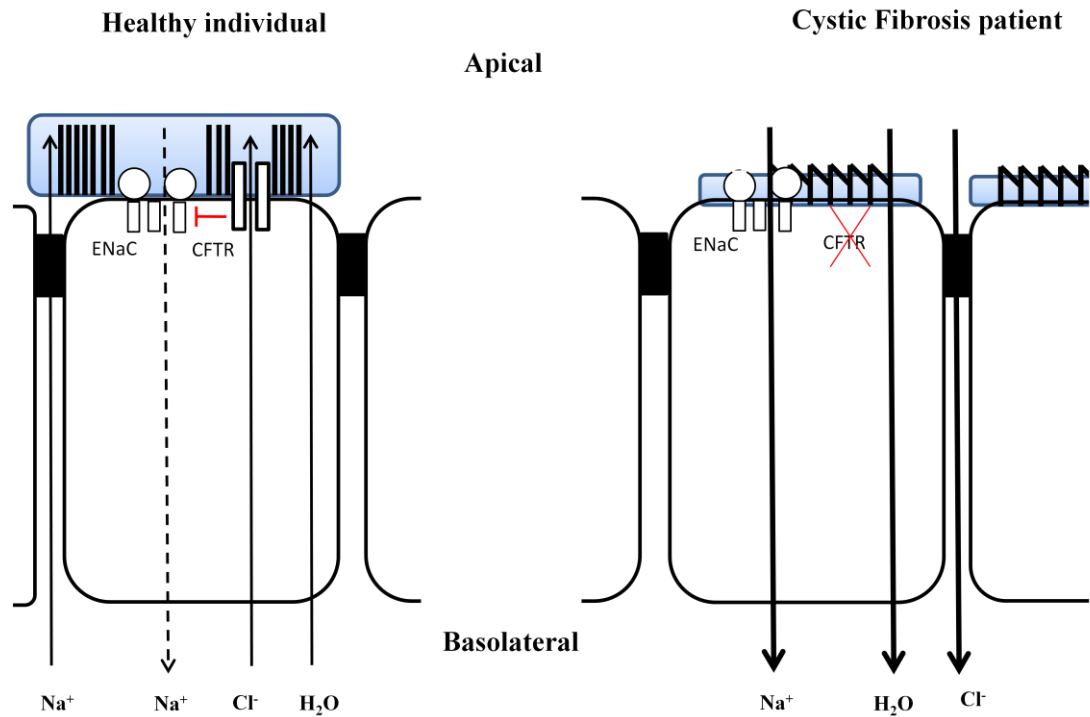 Healthy individual
Cystic Fibrosis patient
Apical
ENaC
CFTR
ENaC
CFTR
Basolateral
Na⁺
Na⁺
Cl⁻
H₂O
Na⁺
H₂O
Cl⁻